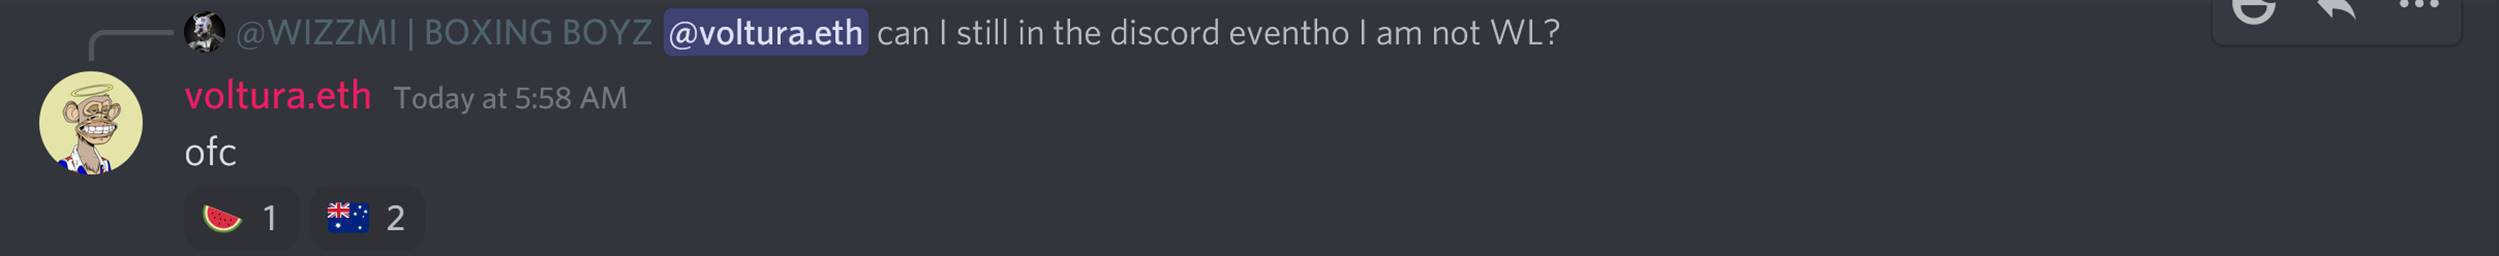 @WIZZMI | BOXING BOYZ @voltura.eth can I still in the discord eventho I am not WL?
voltura.eth Today at 5:58 AM
ofc
1 2